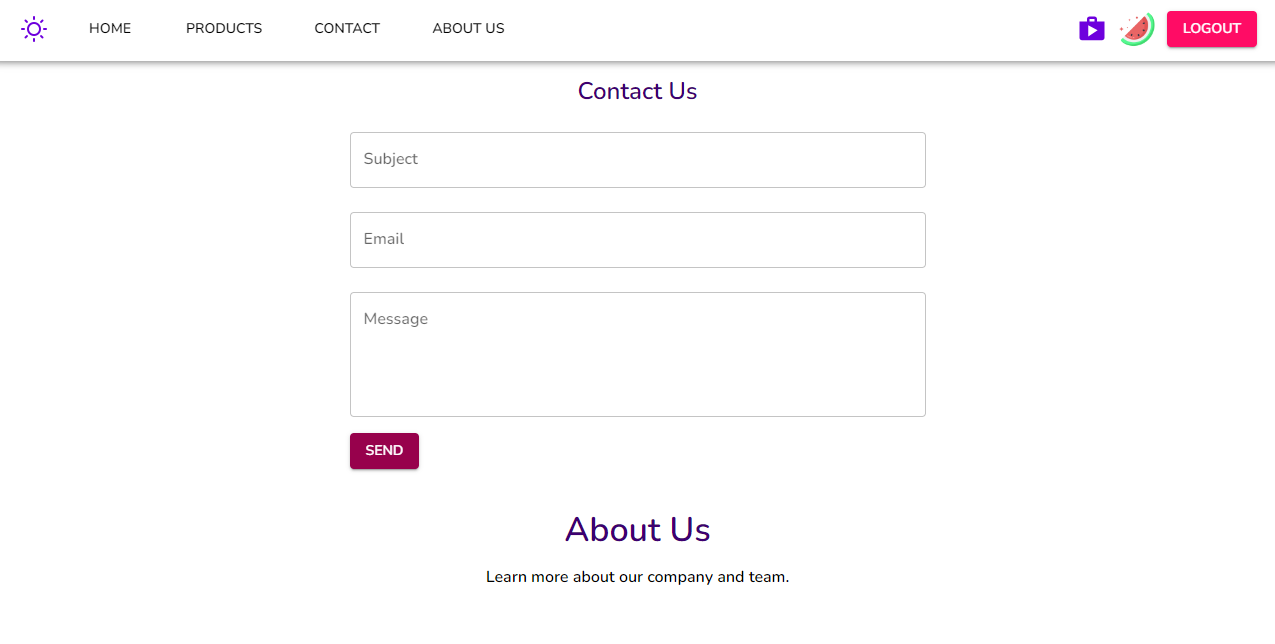 HOME PRODUCTS CONTACT ABOUT US LOGOUT
Contact Us
Subject
Email
Message
SEND
About Us
Learn more about our company and team.